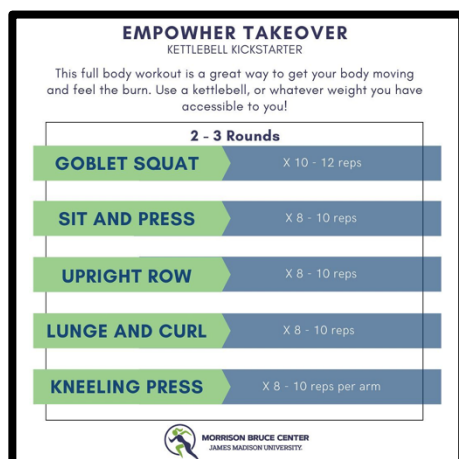 EMPOWHER TAKEOVER
KETTLEBELL KICKSTARTER
This full body workout is a great way to get your body moving
and feel the burn. Use a kettlebell, or whatever weight you have
accessible to you!
2 - 3 Rounds
GOBLET SQUAT X 10 - 12 reps
SIT AND PRESS X 8 - 10 reps
UPRIGHT ROW X 8 - 10 reps
LUNGE AND CURL X 8 - 10 reps
KNEELING PRESS X 8 - 10 reps per arm
MORRISON BRUCE CENTER
JAMES MADISON UNIVERSITY.